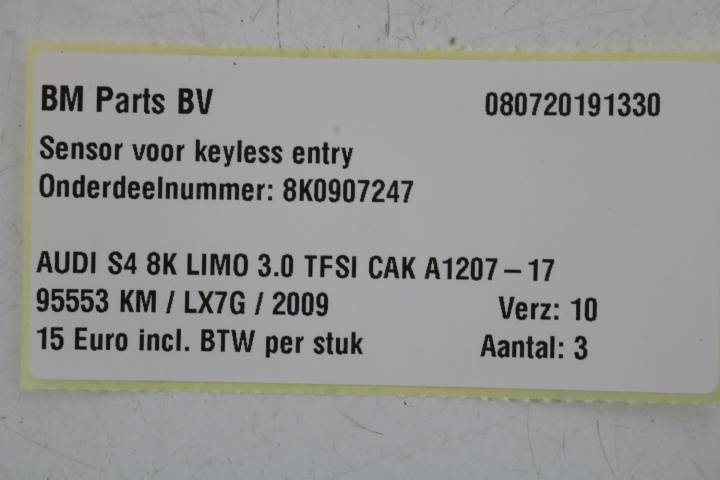 BM Parts BV 080720191330
Sensor voor keyless entry
Onderdeelnummer: 8K0907247
AUDI S4 8K LIMO 3.0 TFSI CAK A1207 – 17
95553 KM / LX7G / 2009 Verz: 10
15 Euro incl. BTW per stuk Aantal: 3